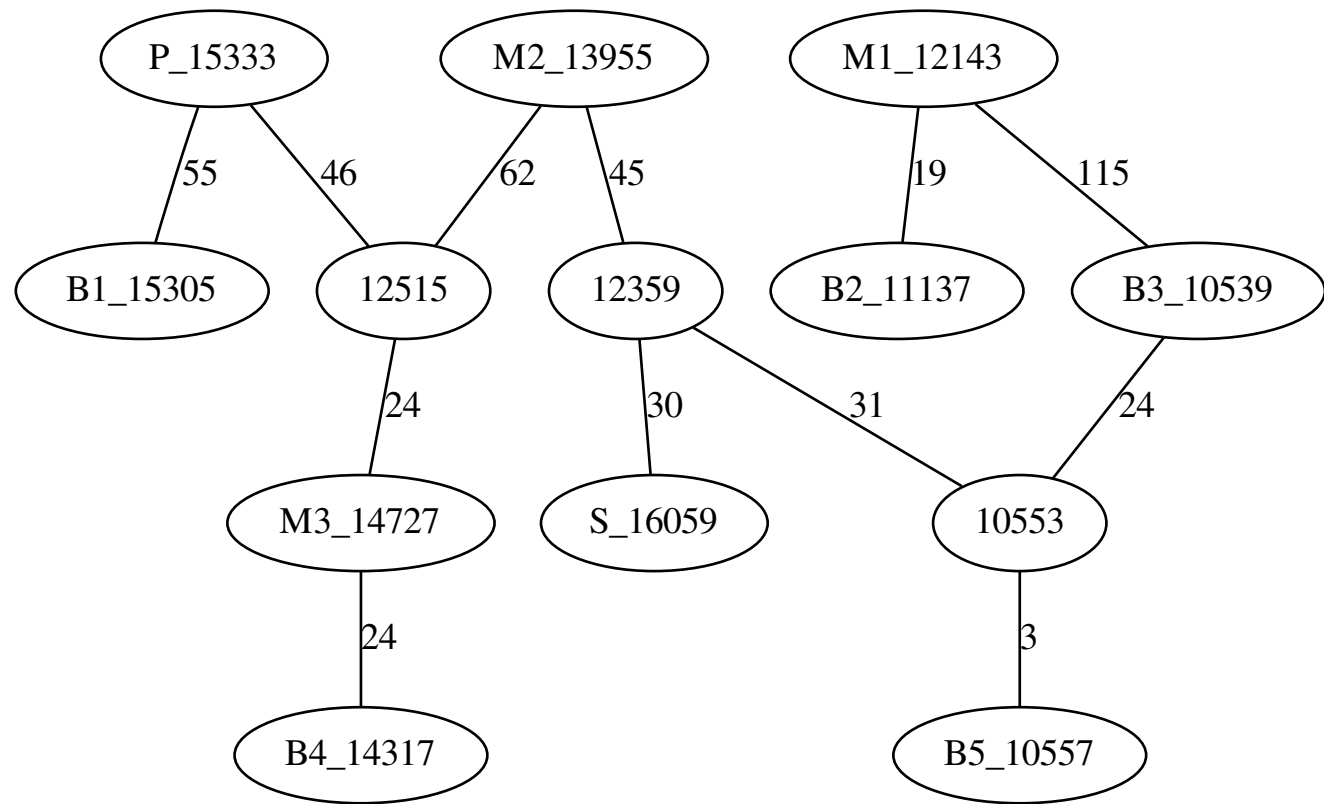 P_15333 M2_13955 M1_12143
55 46 62 45 19 115
B1_15305 12515 12359 B2_11137 B3_10539
24 30 31 24
M3_14727 S_16059 10553
24 3
B4_14317 B5_10557